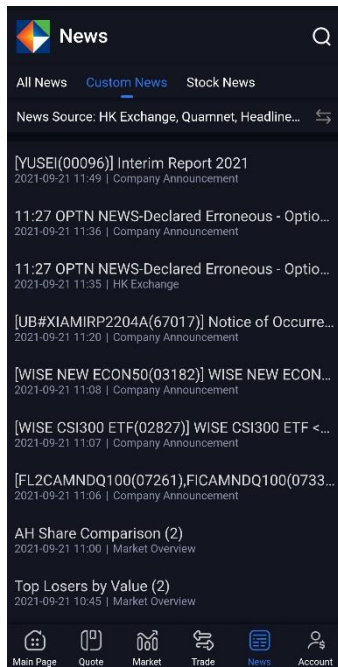 News
All News Custom News Stock News
News Source: HK Exchange, Quamnet, Headline...
[YUSEI(00096)] Interim Report 2021
2021-09-21 11:49 | Company Announcement
11:27 OPTN NEWS-Declared Erroneous - Optio...
2021-09-21 11:36 | Company Announcement
11:27 OPTN NEWS-Declared Erroneous - Optio...
2021-09-21 11:35 | HK Exchange
[UB#XIAMIRP2204A(67017)] Notice of Occurre...
2021-09-21 11:20 | Company Announcement
[WISE NEW ECON50(03182)] WISE NEW ECON...
2021-09-21 11:08 | Company Announcement
[WISE CSI300 ETF(02827)] WISE CSI300 ETF <...
2021-09-21 11:07 | Company Announcement
[FL2CAMNDQ100(07261),FICAMNDQ100(0733...
2021-09-21 11:06 | Company Announcement
AH Share Comparison (2)
2021-09-21 11:00 | Market Overview
Top Losers by Value (2)
2021-09-21 10:45 | Market Overview
Main Page Quote Market Trade News Account